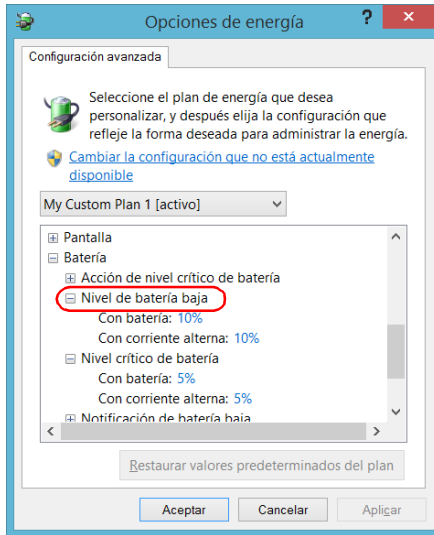 Opciones de energía
?
Configuración avanzada
Seleccione el plan de energía que desea
personalizar, y después elija la configuración que
refleje la forma deseada para administrar la energía.
Cambiar la configuración que no está actualmente
disponible
My Custom Plan 1 [activo]
Pantalla
Batería
Acción de nivel crítico de batería
Nivel de batería baja
Con batería: 10%
Con corriente alterna: 10%
Nivel crítico de batería
Con batería: 5%
Con corriente alterna: 5%
Notificación de batería baja
Restaurar valores predeterminados del plan
Aceptar Cancelar Aplicar